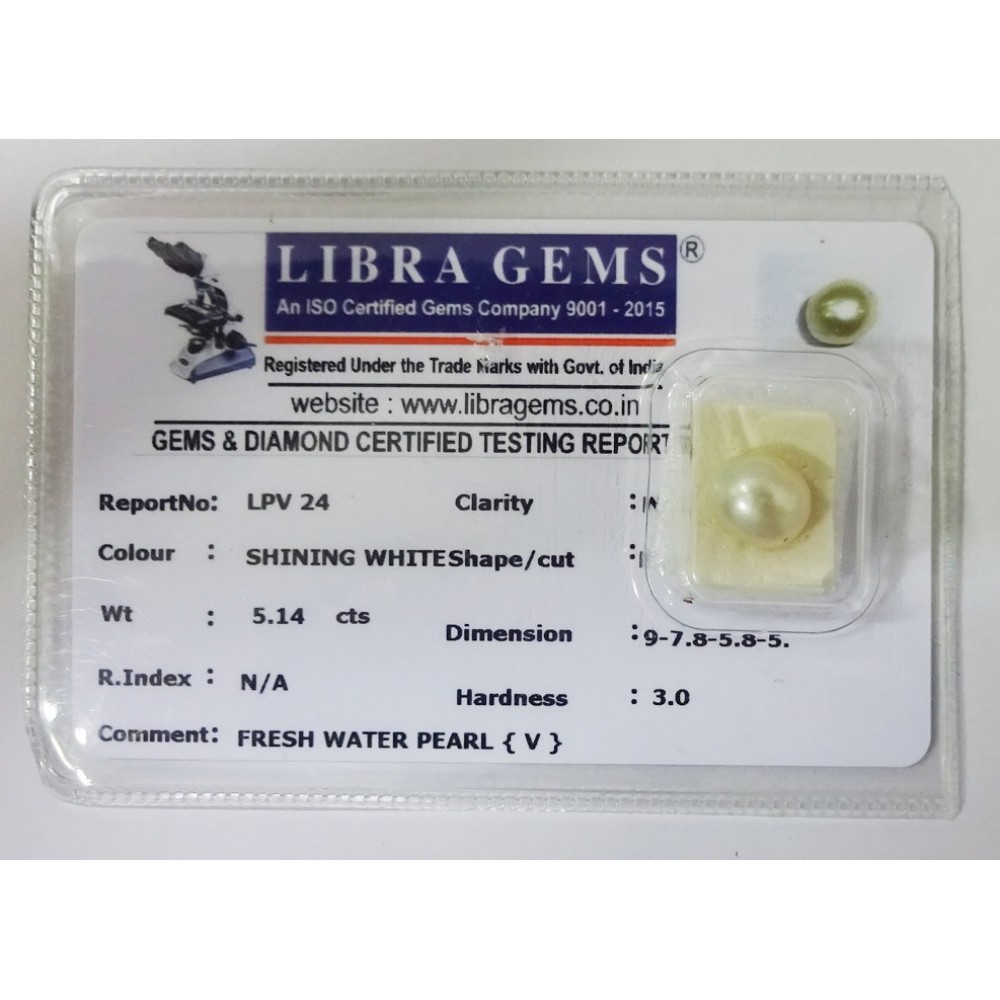 LIBRA GEMS ®
An ISO Certified Gems Company 9001 - 2015
Registered Under the Trade Marks with Govt. of India
website : www.libragems.co.in
GEMS & DIAMOND CERTIFIED TESTING REPORT
ReportNo: LPV 24 Clarity :
Colour : SHINING WHITE Shape/cut :
Wt : 5.14 cts
Dimension : 9-7.8-5.8-5.
R.Index : N/A
Hardness : 3.0
Comment: FRESH WATER PEARL { V }